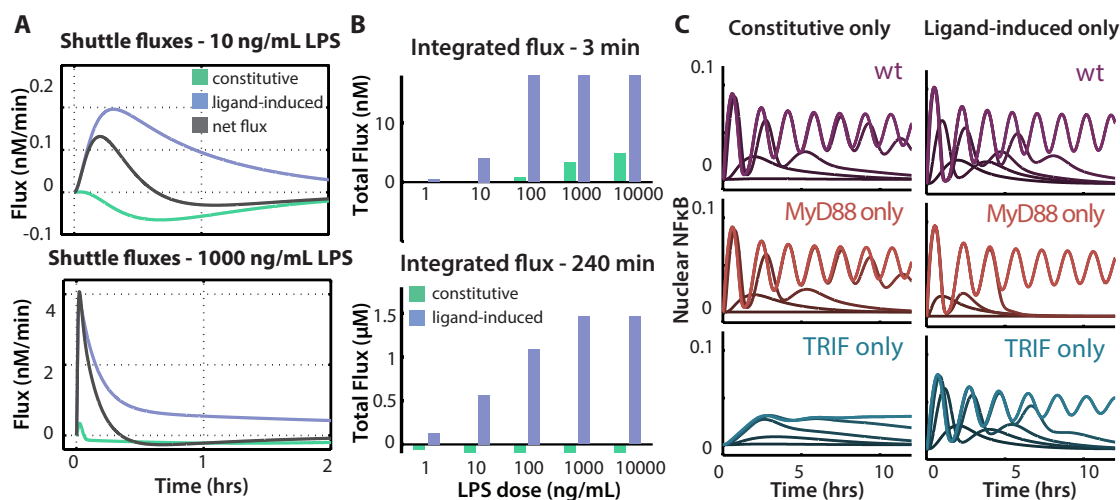 A
Shuttle fluxes - 10 ng/mL LPS
constitutive
ligand-induced
net flux
Flux (nM/min)
0.2
0.1
0
-0.1
Shuttle fluxes - 1000 ng/mL LPS
Flux (nM/min)
4
2
0
0
1
2
Time (hrs)
B
Integrated flux - 3 min
Total Flux (nM)
10
5
0
1
10
100
1000
10000
Integrated flux - 240 min
constitutive
ligand-induced
Total Flux (µM)
1.5
1
0.5
0
1
10
100
1000
10000
LPS dose (ng/mL)
C
Constitutive only
Ligand-induced only
Nuclear NFκB
0.1
0
wt
wt
0.1
0
MyD88 only
MyD88 only
0.1
0
TRIF only
TRIF only
0
5
10
0
5
10
Time (hrs)
Time (hrs)